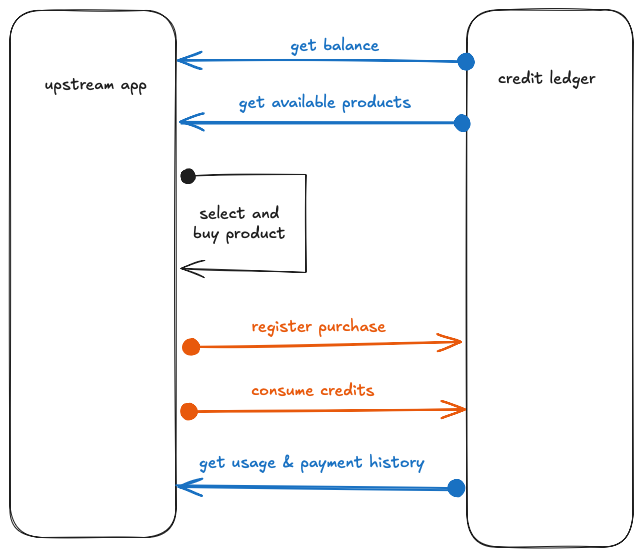 get balance
upstream app
credit ledger
get available products
select and
buy product
register purchase
consume credits
get usage & payment history